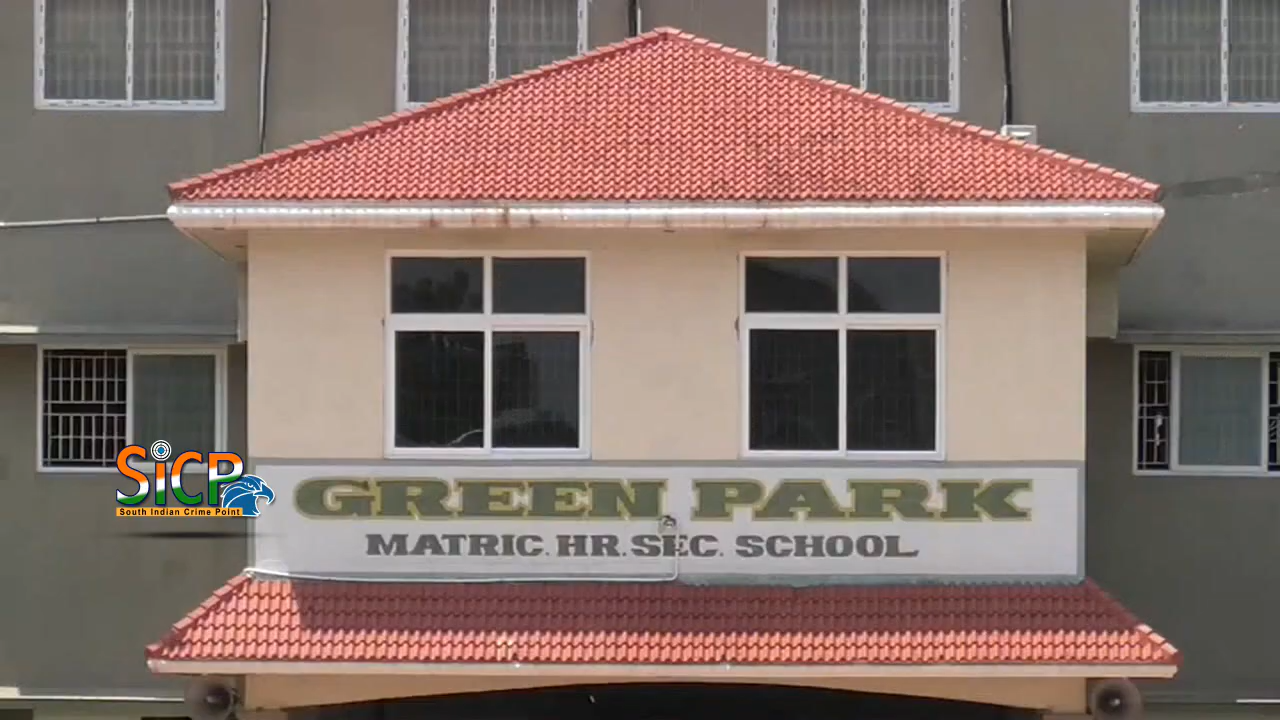 SiCP
South Indian Crime Point
GREEN PARK
MATRIC. HR. SEC. SCHOOL